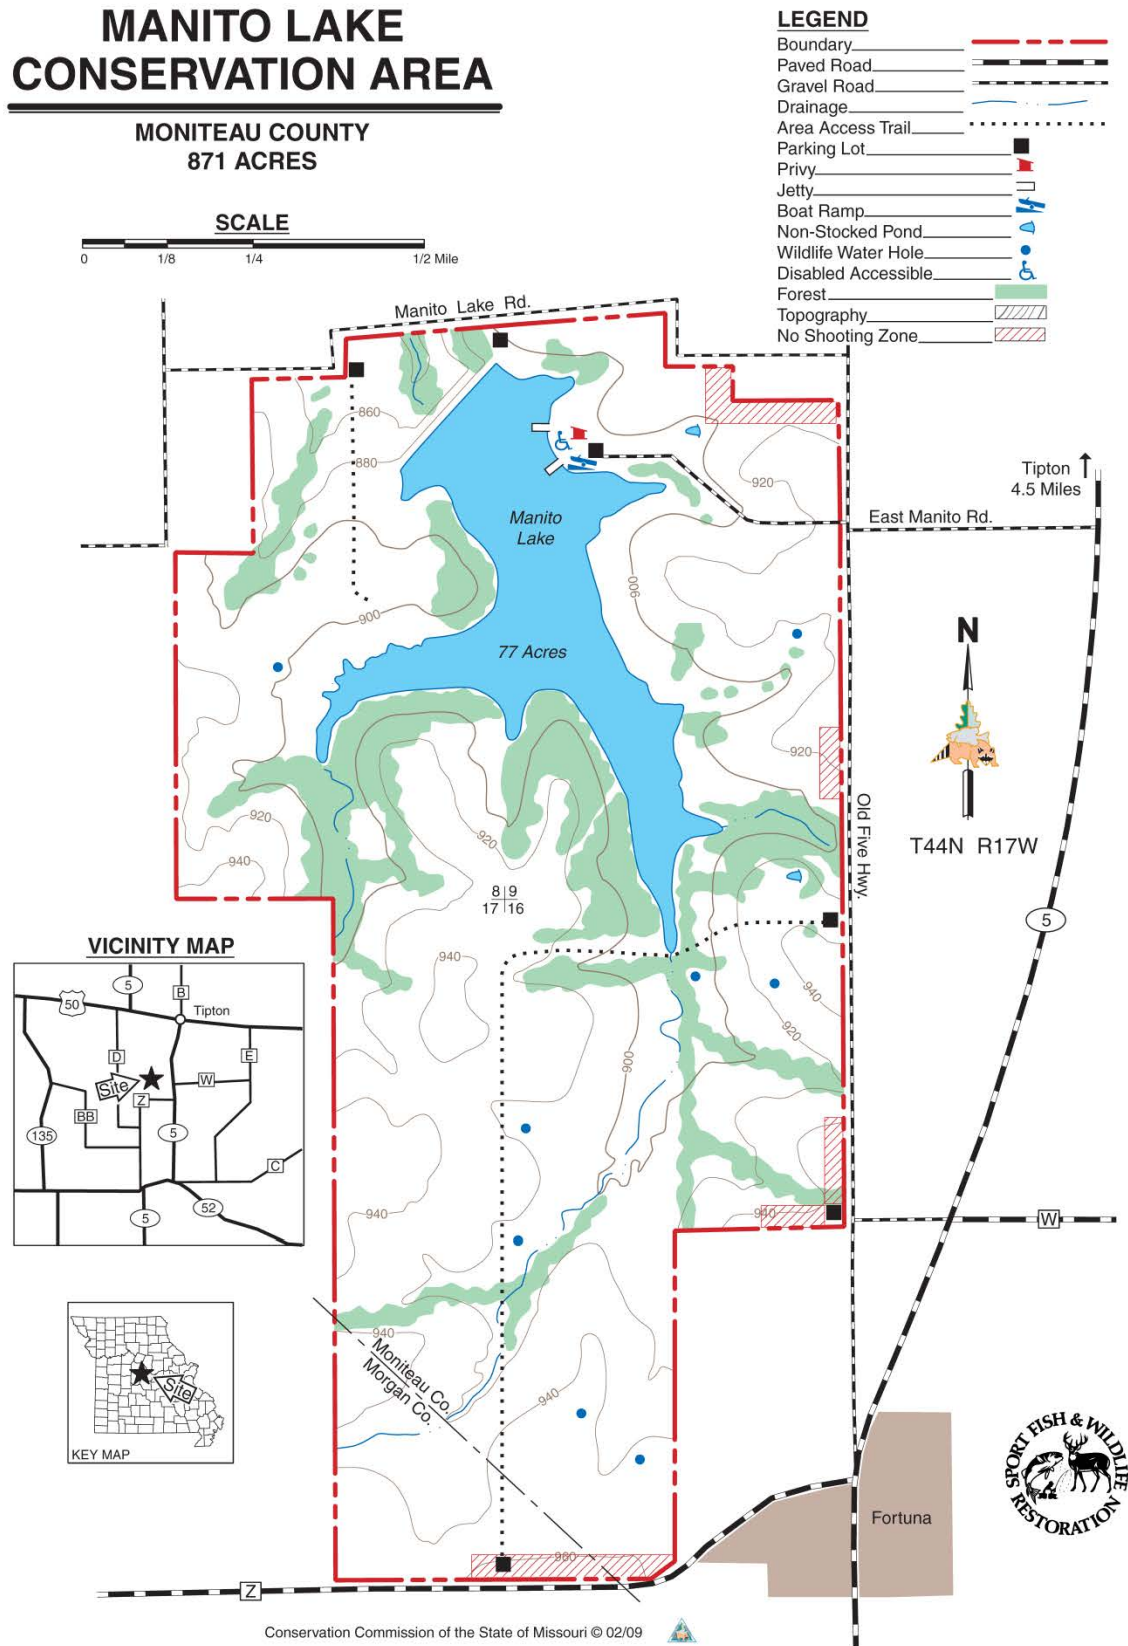 MANITO LAKE
CONSERVATION AREA
MONITEAU COUNTY
871 ACRES
SCALE
0 1/8 1/4 1/2 Mile
LEGEND
Boundary
Paved Road
Gravel Road
Drainage
Area Access Trail
Parking Lot
Privy
Jetty
Boat Ramp
Non-Stocked Pond
Wildlife Water Hole
Disabled Accessible
Forest
Topography
No Shooting Zone
Manito Lake Rd.
860
880
920
Tipton
4.5 Miles
Manito
Lake
East Manito Rd.
900
900
77 Acres
N
920
T44N R17W
Old Five Hwy.
920
920
940
8 9
17 16
5
940
940
920
900
VICINITY MAP
5
B
50
Tipton
D
E
Site
W
Z
BB
135
5
C
52
5
940
940
W
940
Moniteau Co.
Morgan Co.
940
Site
KEY MAP
960
Fortuna
SPORT FISH & WILDLIFE
RESTORATION
Z
Conservation Commission of the State of Missouri © 02/09